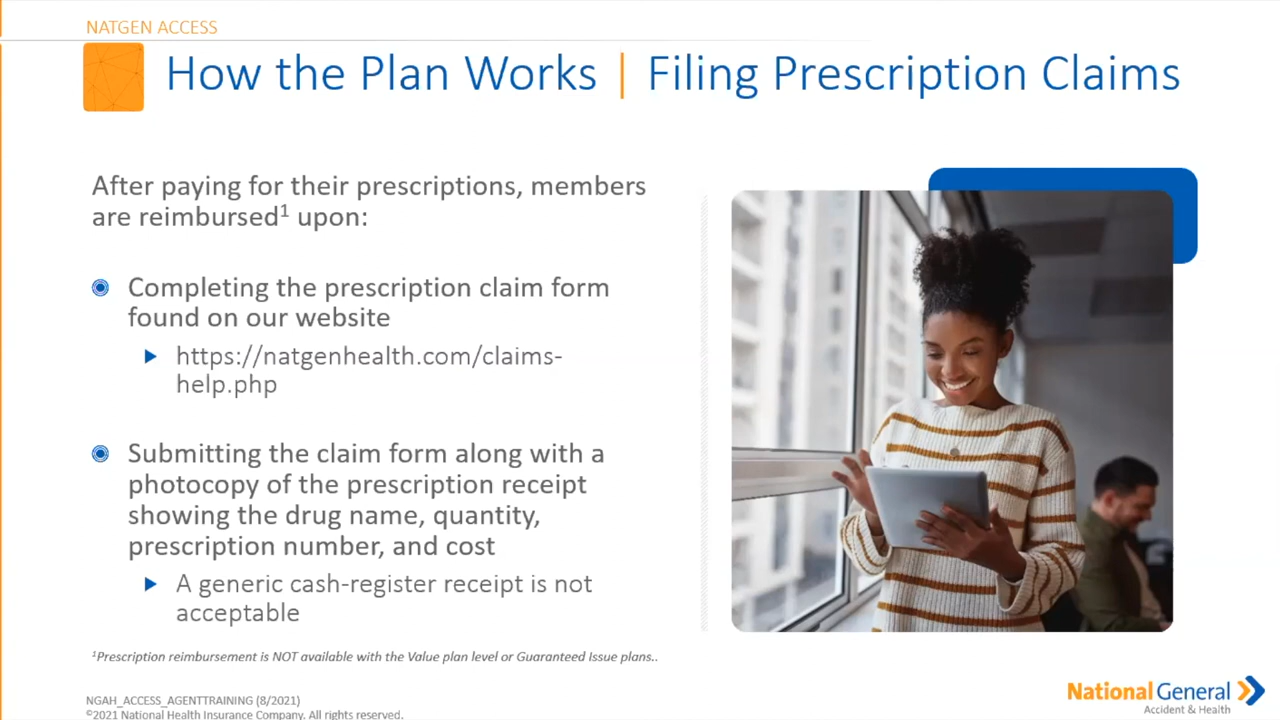 NATGEN ACCESS
How the Plan Works | Filing Prescription Claims
After paying for their prescriptions, members
are reimbursed¹ upon:
Completing the prescription claim form
found on our website
https://natgenhealth.com/claims-
help.php
Submitting the claim form along with a
photocopy of the prescription receipt
showing the drug name, quantity,
prescription number, and cost
A generic cash-register receipt is not
acceptable
¹Prescription reimbursement is NOT available with the Value plan level or Guaranteed Issue plans..
NGAH_ACCESS_AGENTTRAINING (8/2021)
©2021 National Health Insurance Company. All rights reserved.
National General
Accident & Health